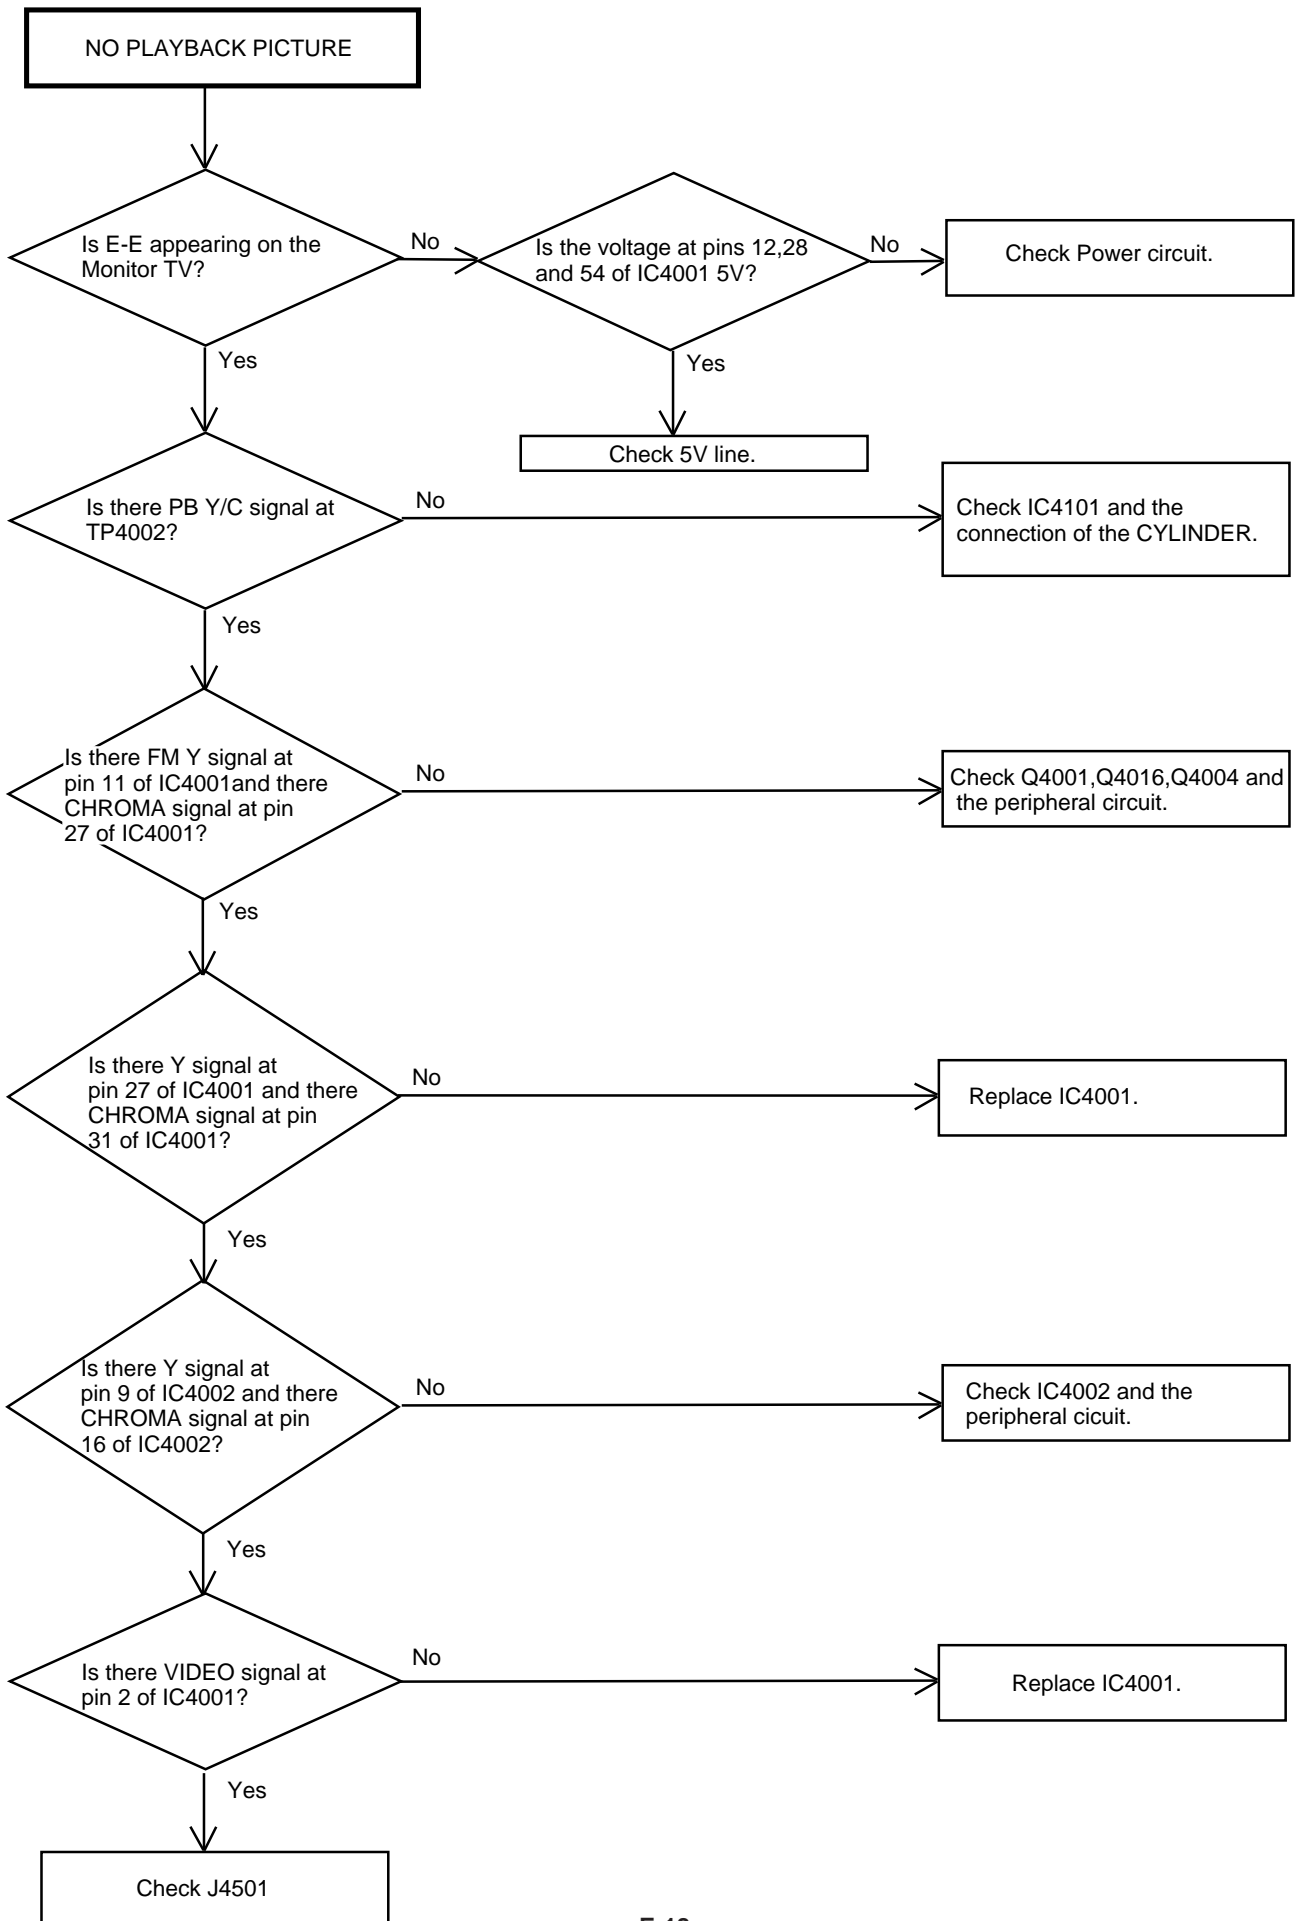 NO PLAYBACK PICTURE
Is E-E appearing on the
Monitor TV?
No
Is the voltage at pins 12,28
and 54 of IC4001 5V?
No
Check Power circuit.
Yes
Yes
Check 5V line.
Is there PB Y/C signal at
TP4002?
No
Check IC4101 and the
connection of the CYLINDER.
Yes
Is there FM Y signal at
pin 11 of IC4001and there
CHROMA signal at pin
27 of IC4001?
No
Check Q4001,Q4016,Q4004 and
the peripheral circuit.
Yes
Is there Y signal at
pin 27 of IC4001 and there
CHROMA signal at pin
31 of IC4001?
No
Replace IC4001.
Yes
Is there Y signal at
pin 9 of IC4002 and there
CHROMA signal at pin
16 of IC4002?
No
Check IC4002 and the
peripheral cicuit.
Yes
Is there VIDEO signal at
pin 2 of IC4001?
No
Replace IC4001.
Yes
Check J4501